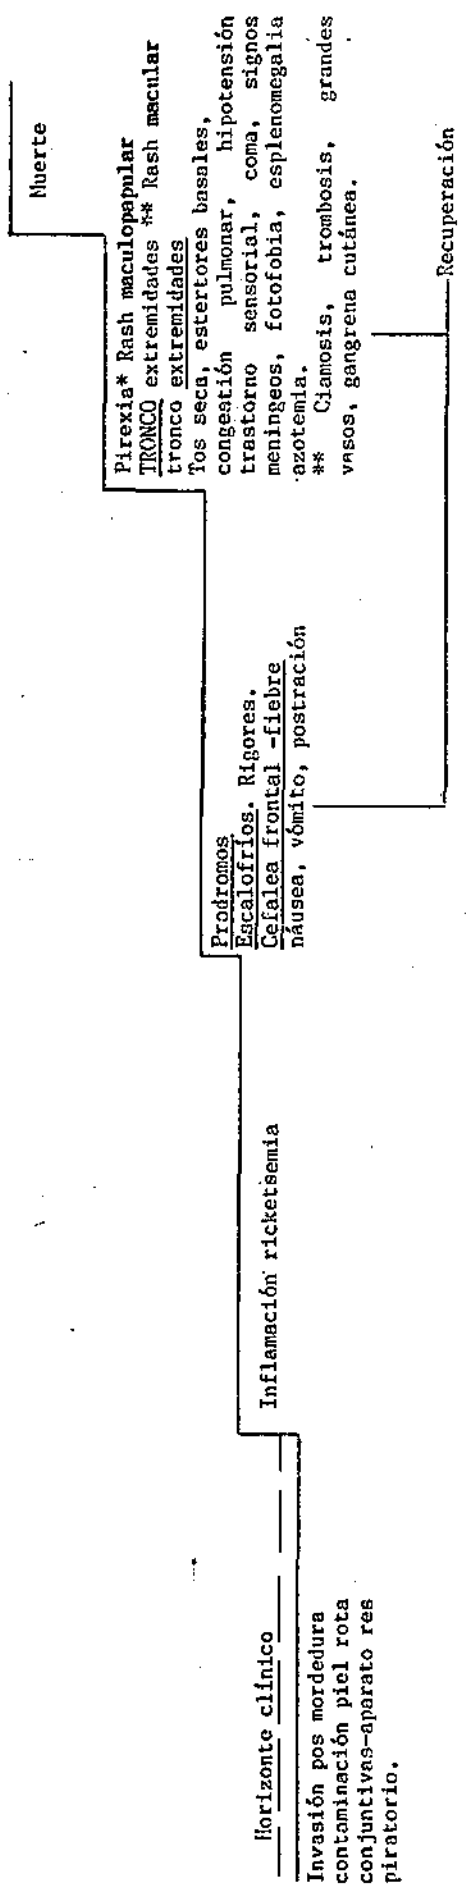 Horizonte clínico
Invasión pos mordedura
contaminación piel rota
conjuntivas-aparato res
piratorio.
Inflamación ricketsemia
Prodromos
Escalofríos. Rigores.
Cefalea frontal -fiebre
náusea, vómito, postración
Pirexia* Rash maculopapular
TRONCO extremidades ** Rash macular
tronco extremidades
Tos seca, estertores basales,
congestión pulmonar, hipotensión
trastorno sensorial, coma, signos
meningeos, fotofobia, esplenomegalia
azotemia.
** Cianosis, trombosis, grandes
vasos, gangrena cutánea.
Muerte
Recuperación